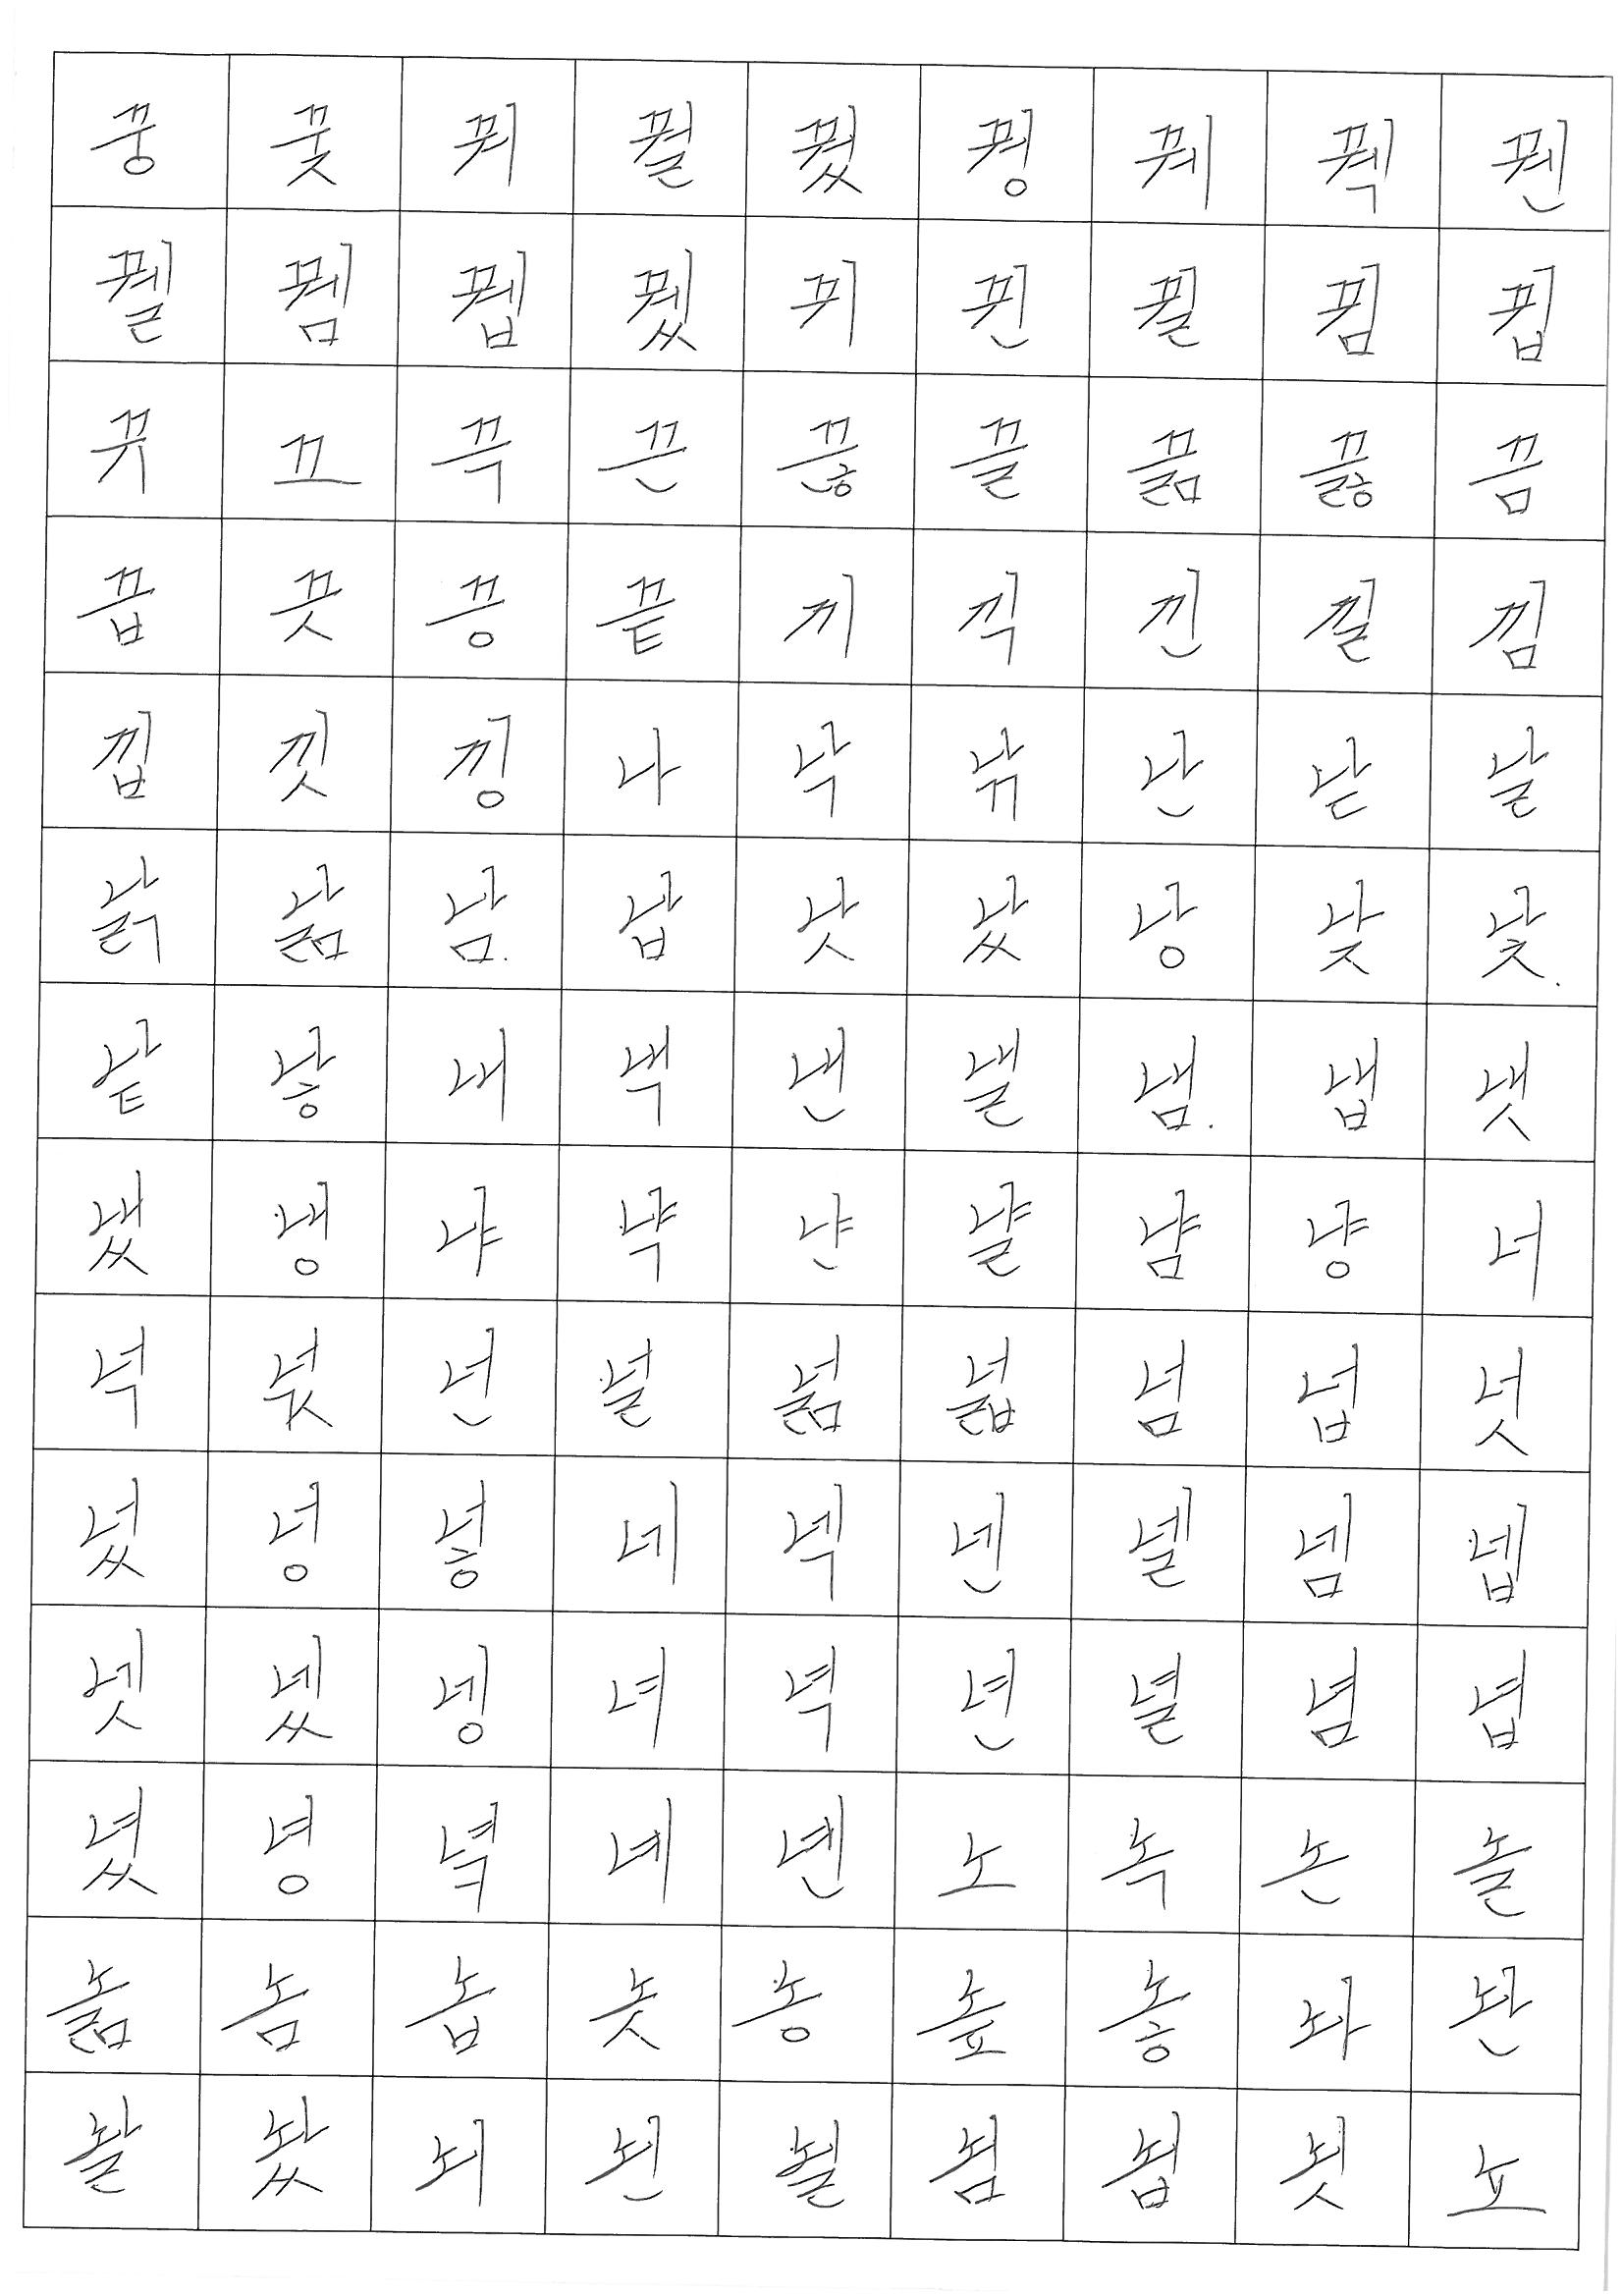 꿍 꿎 꿔 꿜 꿨 꿩 꿰 꿱 꿴
꿸 뀀 뀁 뀄 뀌 뀐 뀔 뀜 뀝
뀨 끄 끅 끈 끊 끌 끎 끓 끔
끕 끗 끙 끝 끼 끽 낀 낄 낌
낍 낏 낑 나 낙 낚 난 낟 날
낡 낢 남 납 낫 났 낭 낮 낯
낱 낳 내 낵 낸 낼 냄 냅 냇
냈 냉 냐 냑 냔 냘 냠 냥 너
넉 넋 넌 널 넒 넓 넘 넙 넛
넜 넝 넣 네 넥 넨 넬 넴 넵
넷 넸 넹 녀 녁 년 녈 념 녑
녔 녕 녘 녜 녠 노 녹 논 놀
놂 놈 놉 놋 농 높 놓 놔 놘
놜 놨 뇌 뇐 뇔 뇜 뇝 뇟 뇨